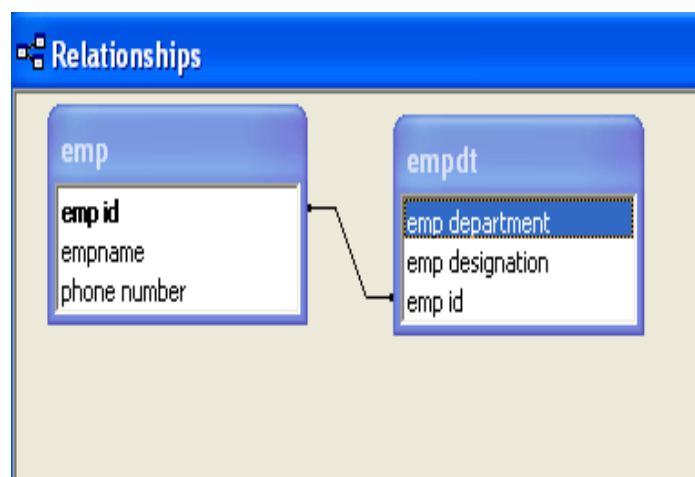 Relationships
emp
emp id
empname
phone number
empdt
emp department
emp designation
emp id